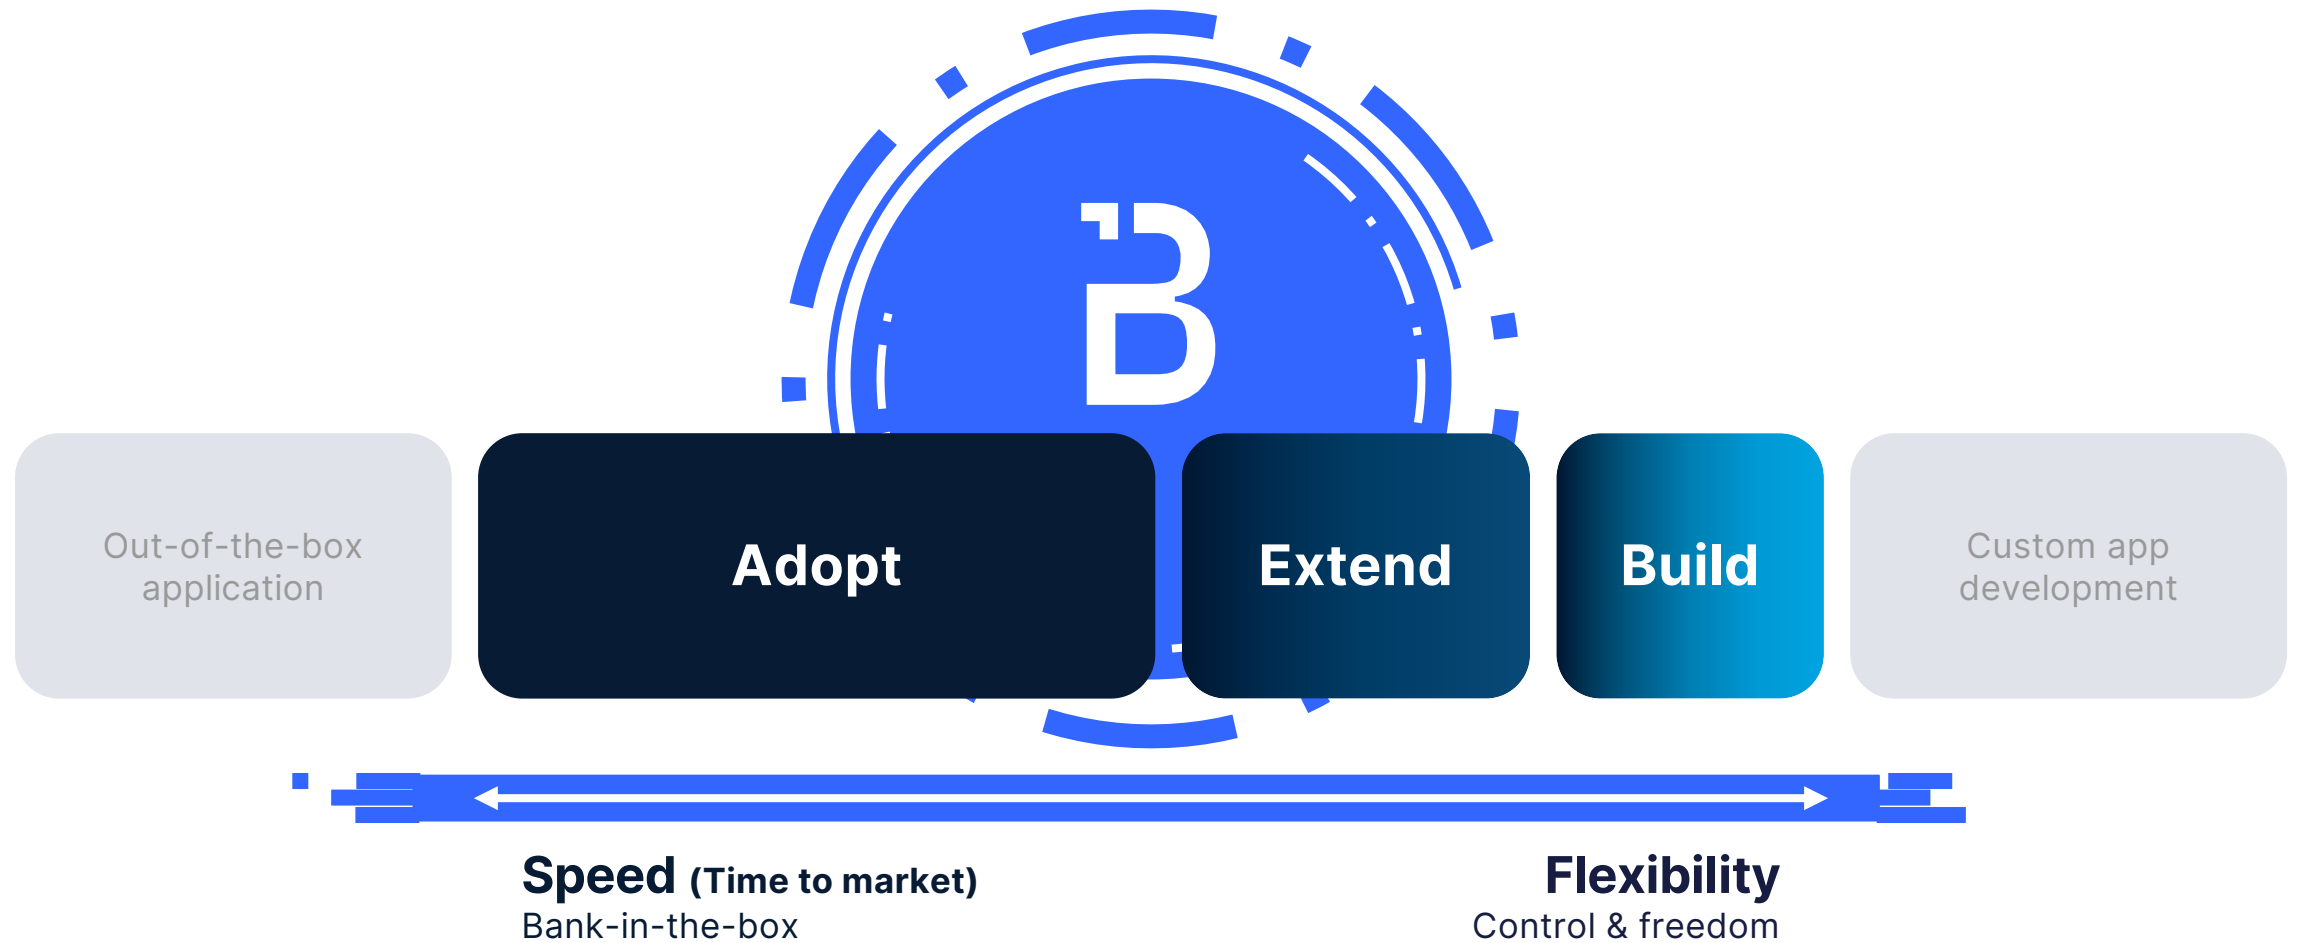 B
Out-of-the-box
application
Adopt
Extend
Build
Custom app
development
Speed (Time to market)
Bank-in-the-box
Flexibility
Control & freedom